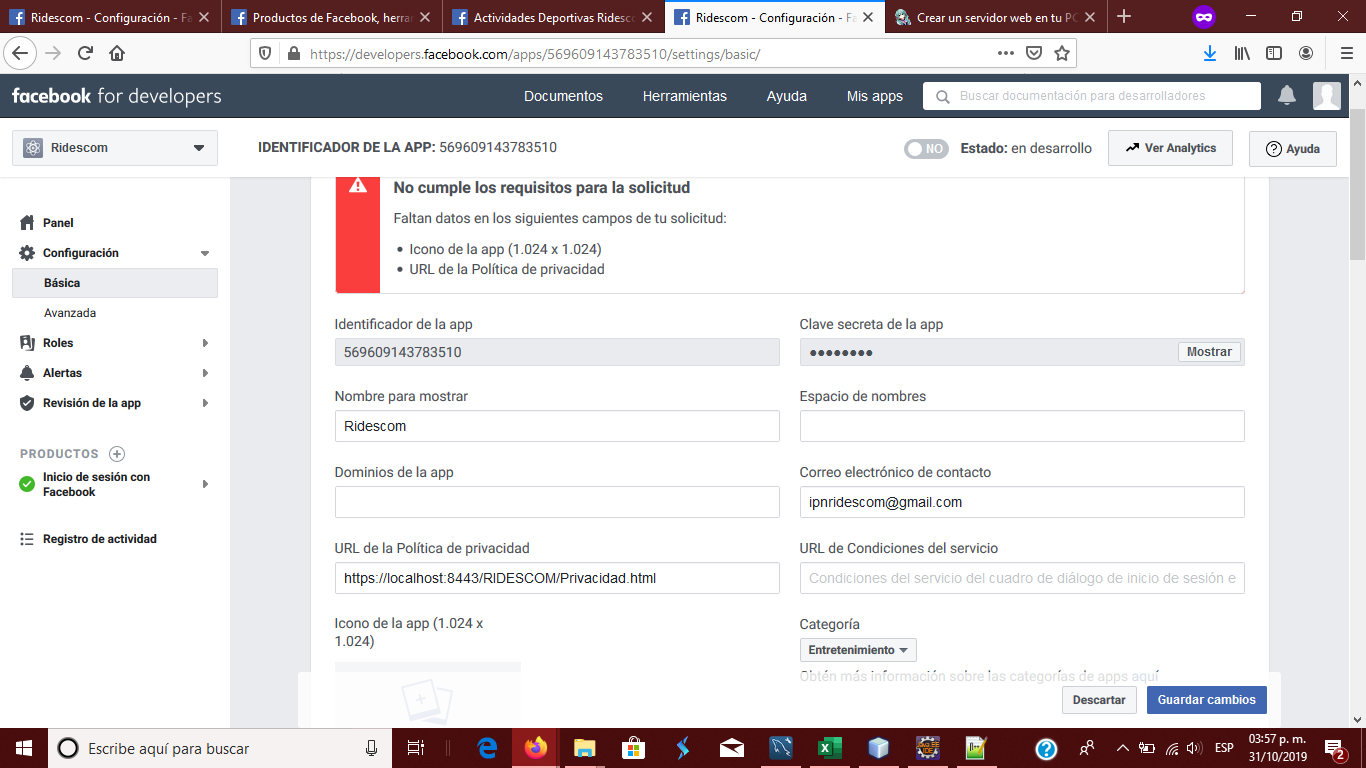 Ridescom - Configuración - Fa
Productos de Facebook, herrar
Actividades Deportivas Ridesco
Ridescom - Configuración - Fa
Crear un servidor web en tu PC
https://developers.facebook.com/apps/569609143783510/settings/basic/
facebook for developers
Documentos
Herramientas
Ayuda
Mis apps
Buscar documentación para desarrolladores
Ridescom
IDENTIFICADOR DE LA APP: 569609143783510
NO
Estado: en desarrollo
Ver Analytics
Ayuda
Panel
Configuración
Básica
Avanzada
Roles
Alertas
Revisión de la app
PRODUCTOS
Inicio de sesión con
Facebook
Registro de actividad
No cumple los requisitos para la solicitud
Faltan datos en los siguientes campos de tu solicitud:
• Icono de la app (1.024 x 1.024)
• URL de la Política de privacidad
Identificador de la app
569609143783510
Clave secreta de la app
●●●●●●●●
Mostrar
Nombre para mostrar
Ridescom
Espacio de nombres
Dominios de la app
Correo electrónico de contacto
ipnridescom@gmail.com
URL de la Política de privacidad
https://localhost:8443/RIDESCOM/Privacidad.html
URL de Condiciones del servicio
Condiciones del servicio del cuadro de diálogo de inicio de sesión e
Icono de la app (1.024 x
1.024)
Categoría
Entretenimiento
Obtén más información sobre las categorías de apps aquí
Descartar
Guardar cambios
Escribe aquí para buscar
ESP
03:57 p. m.
31/10/2019
2